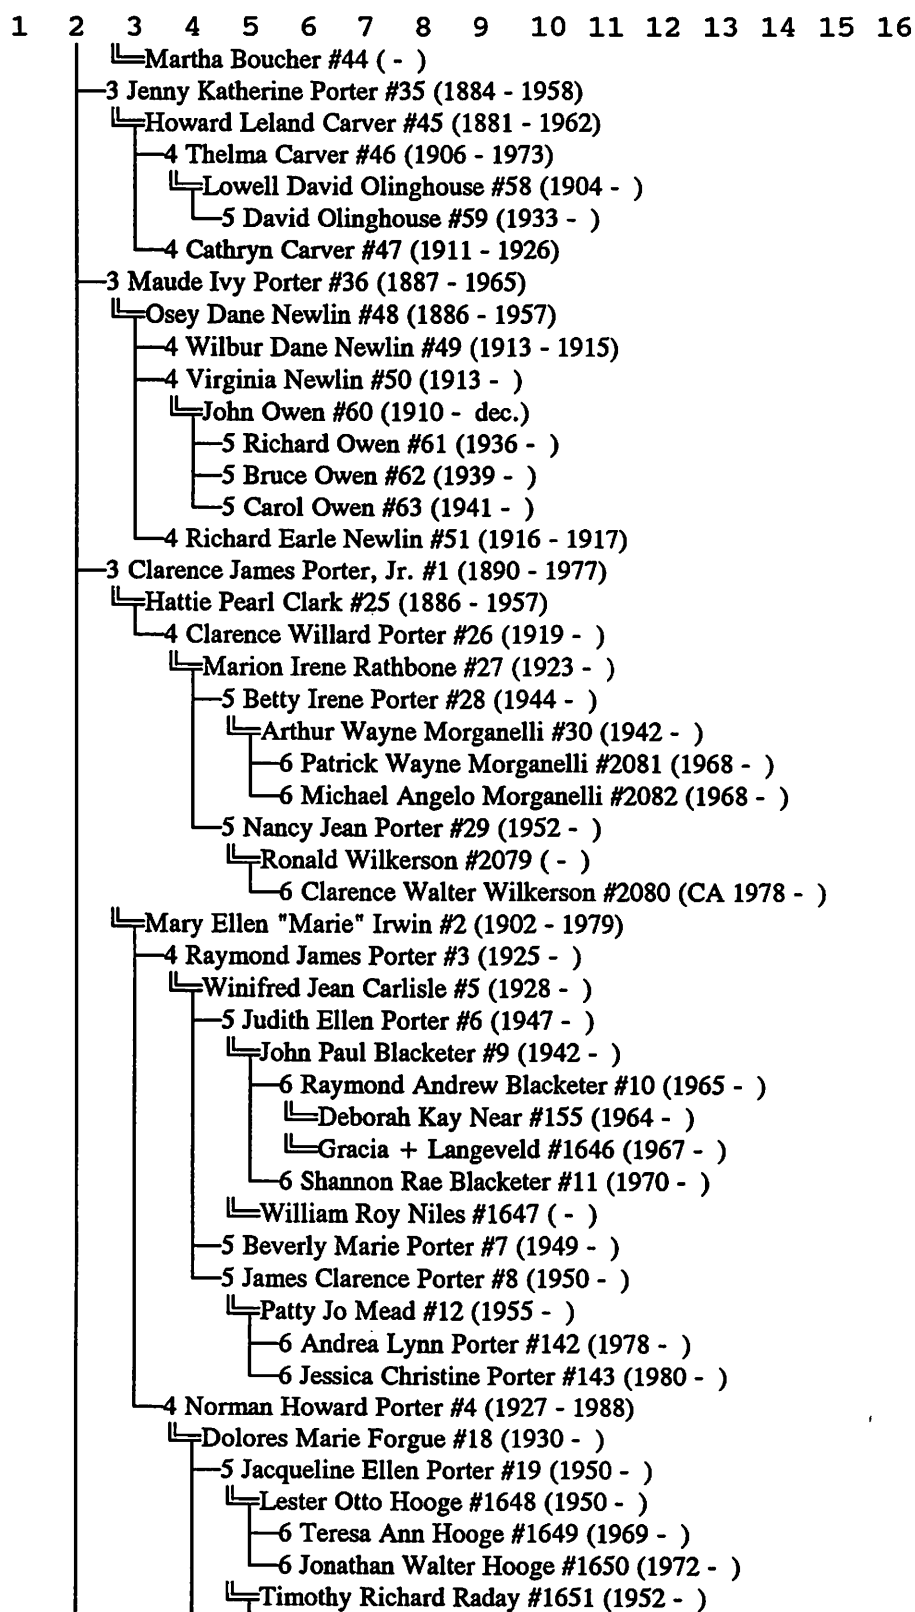 1 2 3 4 5 6 7 8 9 10 11 12 13 14 15 16
Martha Boucher #44 ( - )
3 Jenny Katherine Porter #35 (1884 - 1958)
Howard Leland Carver #45 (1881 - 1962)
4 Thelma Carver #46 (1906 - 1973)
Lowell David Olinghouse #58 (1904 - )
5 David Olinghouse #59 (1933 - )
4 Cathryn Carver #47 (1911 - 1926)
3 Maude Ivy Porter #36 (1887 - 1965)
Osey Dane Newlin #48 (1886 - 1957)
4 Wilbur Dane Newlin #49 (1913 - 1915)
4 Virginia Newlin #50 (1913 - )
John Owen #60 (1910 - dec.)
5 Richard Owen #61 (1936 - )
5 Bruce Owen #62 (1939 - )
5 Carol Owen #63 (1941 - )
4 Richard Earle Newlin #51 (1916 - 1917)
3 Clarence James Porter, Jr. #1 (1890 - 1977)
Hattie Pearl Clark #25 (1886 - 1957)
4 Clarence Willard Porter #26 (1919 - )
Marion Irene Rathbone #27 (1923 - )
5 Betty Irene Porter #28 (1944 - )
Arthur Wayne Morganelli #30 (1942 - )
6 Patrick Wayne Morganelli #2081 (1968 - )
6 Michael Angelo Morganelli #2082 (1968 - )
5 Nancy Jean Porter #29 (1952 - )
Ronald Wilkerson #2079 ( - )
6 Clarence Walter Wilkerson #2080 (CA 1978 - )
Mary Ellen "Marie" Irwin #2 (1902 - 1979)
4 Raymond James Porter #3 (1925 - )
Winifred Jean Carlisle #5 (1928 - )
5 Judith Ellen Porter #6 (1947 - )
John Paul Blacketer #9 (1942 - )
6 Raymond Andrew Blacketer #10 (1965 - )
Deborah Kay Near #155 (1964 - )
Gracia + Langeveld #1646 (1967 - )
6 Shannon Rae Blacketer #11 (1970 - )
William Roy Niles #1647 ( - )
5 Beverly Marie Porter #7 (1949 - )
5 James Clarence Porter #8 (1950 - )
Patty Jo Mead #12 (1955 - )
6 Andrea Lynn Porter #142 (1978 - )
6 Jessica Christine Porter #143 (1980 - )
4 Norman Howard Porter #4 (1927 - 1988)
Dolores Marie Forgue #18 (1930 - )
5 Jacqueline Ellen Porter #19 (1950 - )
Lester Otto Hooge #1648 (1950 - )
6 Teresa Ann Hooge #1649 (1969 - )
6 Jonathan Walter Hooge #1650 (1972 - )
Timothy Richard Raday #1651 (1952 - )